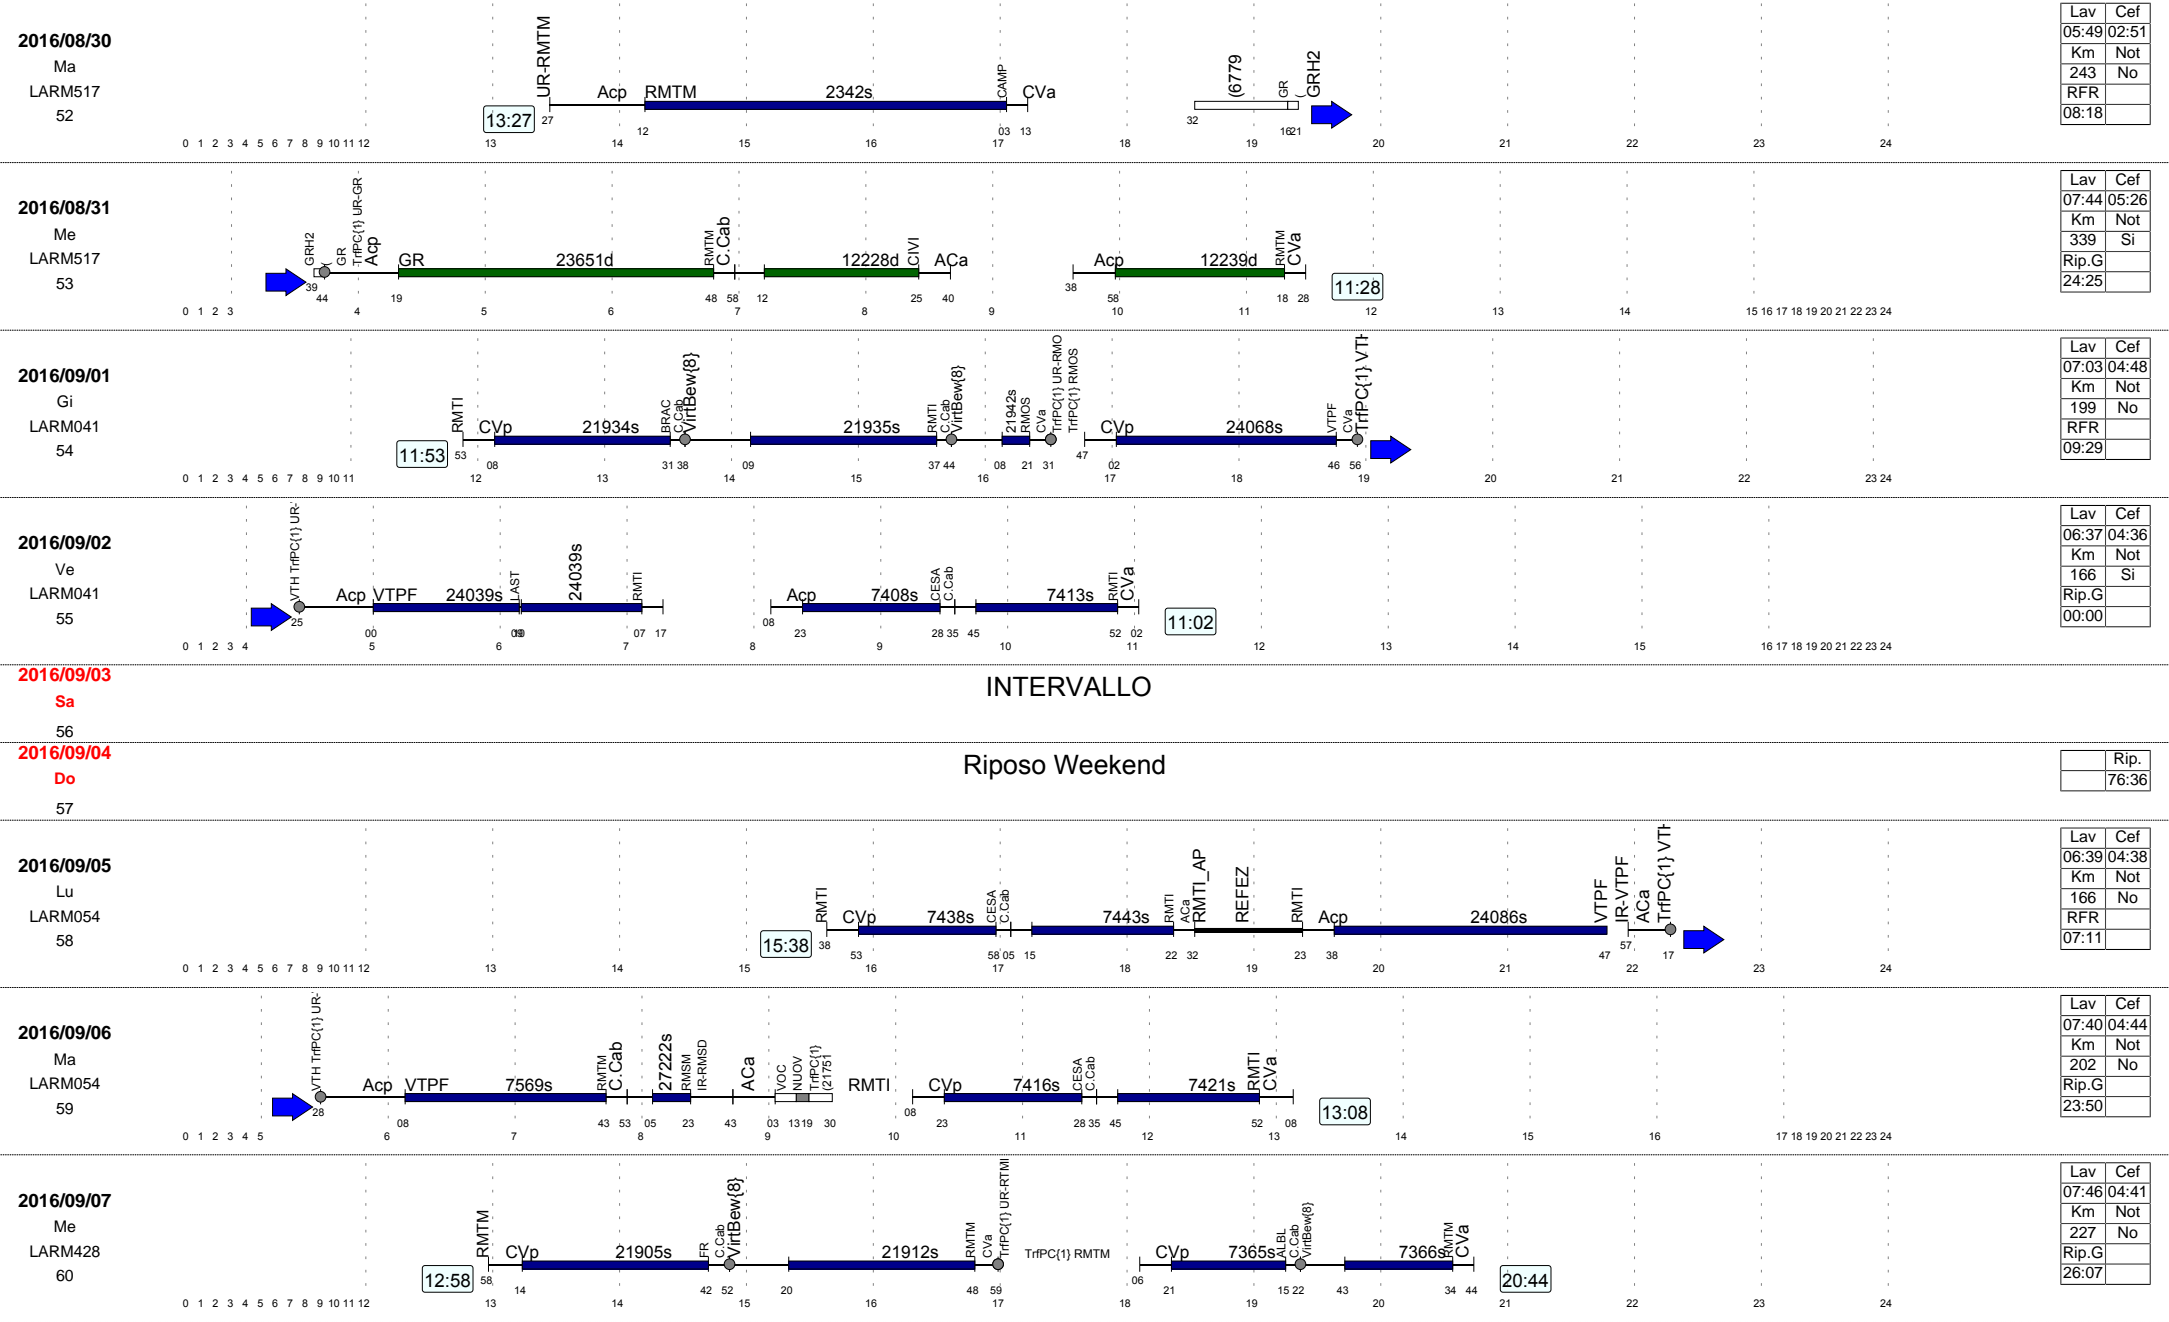 2016/08/30
Ma
LARM517
52
13:27
UR-RMTM Acp RMTM 2342s CAMP CVa (6779 GR ( GRH2
27 12 03 13 32 16 21
0 1 2 3 4 5 6 7 8 9 10 11 12 13 14 15 16 17 18 19 20 21 22 23 24
Lav Cef
05:49 02:51
Km Not
243 No
RFR
08:18
2016/08/31
Me
LARM517
53
GRH2 ( GR TrfPC{1} UR-GR Acp GR 23651d RMTM C.Cab 12228d CIVI ACa Acp 12239d RMTM CVa
11:28
39 44 19 48 58 12 25 40 38 58 18 28
0 1 2 3 4 5 6 7 8 9 10 11 12 13 14 15 16 17 18 19 20 21 22 23 24
Lav Cef
07:44 05:26
Km Not
339 Si
Rip.G
24:25
2016/09/01
Gi
LARM041
54
11:53
RMTI CVp 21934s BRAC C.Cab VirtBew{8} 21935s RMTI C.Cab VirtBew{8} 21942s RMOS CVa TrfPC{1} UR-RMO TrfPC{1} RMOS CVp 24068s VTPF CVa TrfPC{1} VTH
53 08 31 38 09 37 44 08 21 31 47 02 46 56
0 1 2 3 4 5 6 7 8 9 10 11 12 13 14 15 16 17 18 19 20 21 22 23 24
Lav Cef
07:03 04:48
Km Not
199 No
RFR
09:29
2016/09/02
Ve
LARM041
55
VTH TrfPC{1} UR- Acp VTPF 24039s LAST 24039s RMTI Acp 7408s CESA C.Cab 7413s RMTI CVa
11:02
25 00 09 10 07 17 08 23 28 35 45 52 02
0 1 2 3 4 5 6 7 8 9 10 11 12 13 14 15 16 17 18 19 20 21 22 23 24
Lav Cef
06:37 04:36
Km Not
166 Si
Rip.G
00:00
2016/09/03
Sa
56
INTERVALLO
2016/09/04
Do
57
Riposo Weekend
Rip.
76:36
2016/09/05
Lu
LARM054
58
15:38
RMTI CVp 7438s CESA C.Cab 7443s RMTI ACa RMTI_AP REFEZ RMTI Acp 24086s VTPF IR-VTPF ACa TrfPC{1} VTH
38 53 58 05 15 22 32 23 38 47 57 17
0 1 2 3 4 5 6 7 8 9 10 11 12 13 14 15 16 17 18 19 20 21 22 23 24
Lav Cef
06:39 04:38
Km Not
166 No
RFR
07:11
2016/09/06
Ma
LARM054
59
VTH TrfPC{1} UR- Acp VTPF 7569s RMTM C.Cab 27222s RMSM IR-RMSD ACa VOC NUOV TrfPC{1} (21751 RMTI CVp 7416s CESA C.Cab 7421s RMTI CVa
13:08
28 08 43 53 05 23 43 03 13 19 30 08 23 28 35 45 52 08
0 1 2 3 4 5 6 7 8 9 10 11 12 13 14 15 16 17 18 19 20 21 22 23 24
Lav Cef
07:40 04:44
Km Not
202 No
Rip.G
23:50
2016/09/07
Me
LARM428
60
12:58
RMTM CVp 21905s FR C.Cab VirtBew{8} 21912s RMTM CVa TrfPC{1} UR-RTMI TrfPC{1} RMTM CVp 7365s ALBL C.Cab VirtBew{8} 7366s RMTM CVa
20:44
58 14 42 52 20 48 59 06 21 15 22 43 34 44
0 1 2 3 4 5 6 7 8 9 10 11 12 13 14 15 16 17 18 19 20 21 22 23 24
Lav Cef
07:46 04:41
Km Not
227 No
Rip.G
26:07